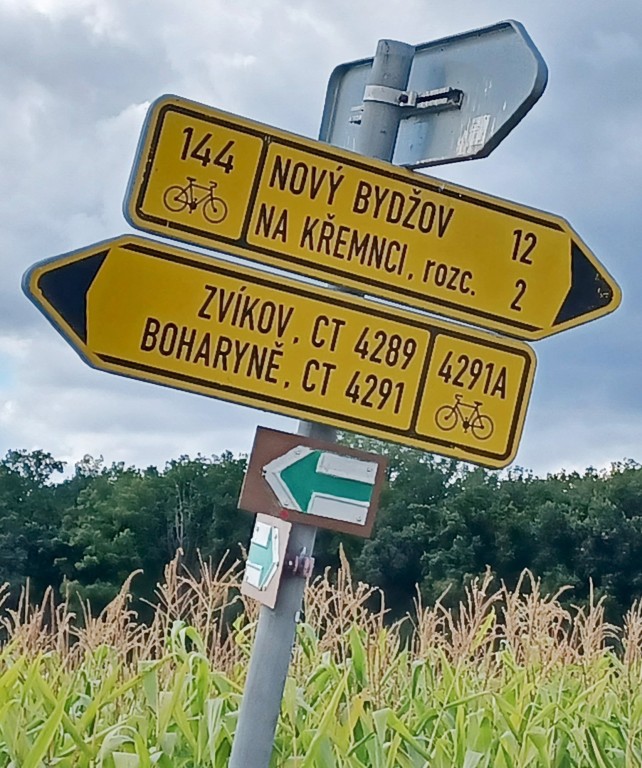 144
NOVÝ BYDŽOV 12
NA KŘEMNCI, rozc. 2
ZVÍKOV, CT 4289
BOHARYNĚ, CT 4291
4291A